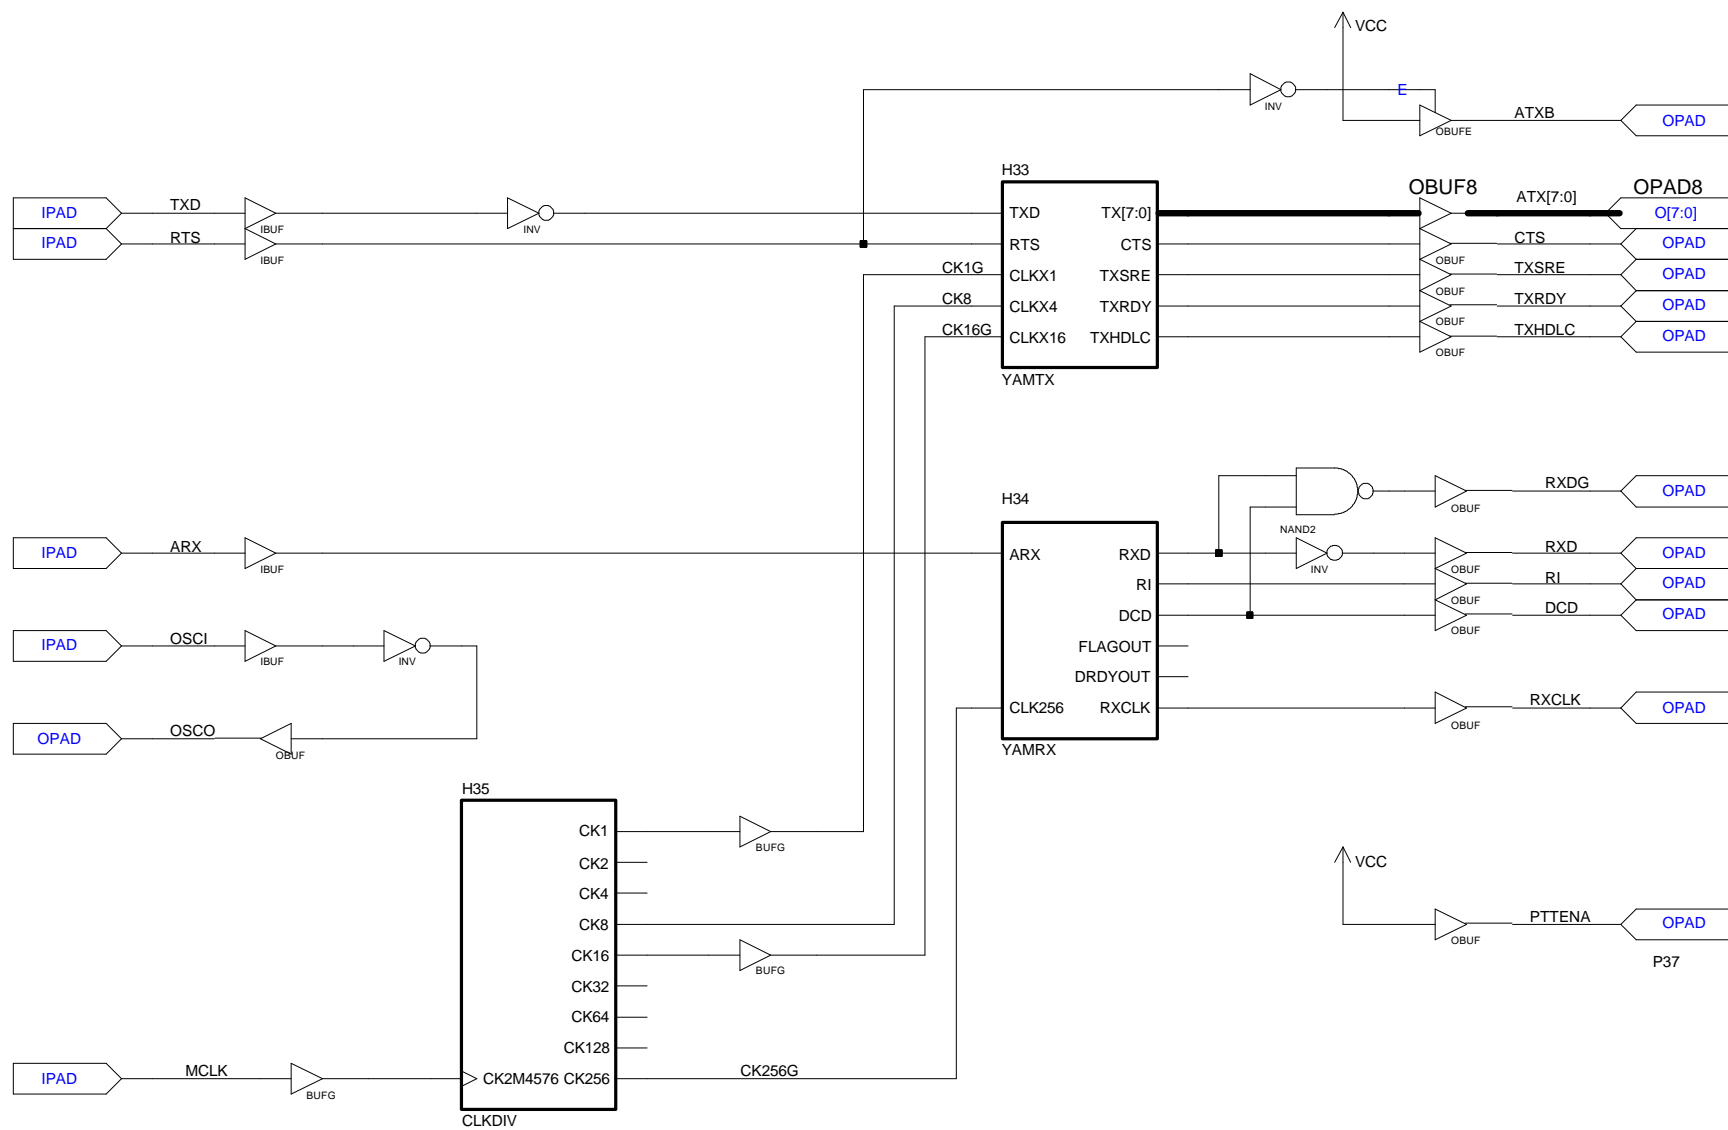 VCC
E
INV
OBUFE
ATXB
OPAD
H33
OBUF8
ATX[7:0]
OPAD8
IPAD
TXD
IBUF
INV
TXD
TX[7:0]
O[7:0]
IPAD
RTS
IBUF
RTS
CTS
OBUF
CTS
OPAD
CK1G
CLKX1
TXSRE
OBUF
TXSRE
OPAD
CK8
CLKX4
TXRDY
OBUF
TXRDY
OPAD
CK16G
CLKX16
TXHDLC
OBUF
TXHDLC
OPAD
YAMTX
H34
RXDG
OPAD
OBUF
NAND2
IPAD
ARX
IBUF
ARX
RXD
INV
OBUF
RXD
OPAD
RI
OBUF
RI
OPAD
DCD
OBUF
DCD
OPAD
IPAD
OSCI
IBUF
INV
FLAGOUT
DRDYOUT
CLK256
RXCLK
OBUF
RXCLK
OPAD
OPAD
OSCO
OBUF
YAMRX
H35
CK1
BUFG
CK2
CK4
CK8
CK16
BUFG
CK32
CK64
CK128
VCC
PTTENA
OPAD
OBUF
P37
IPAD
MCLK
BUFG
CK2M4576
CK256
CK256G
CLKDIV